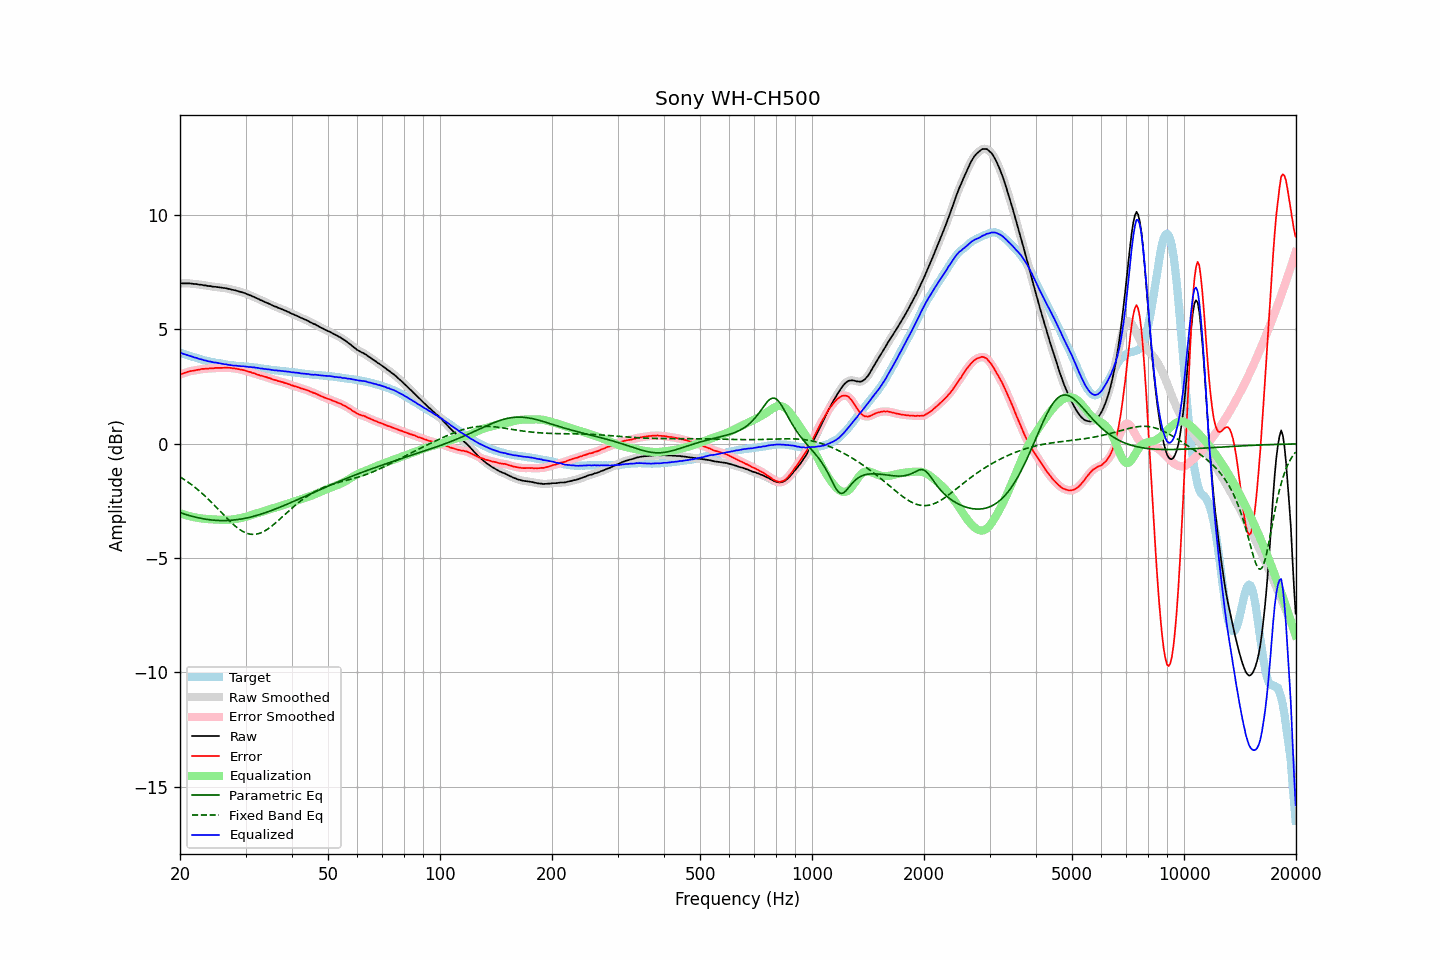 Sony WH-CH500
Amplitude (dBr)
10
5
0
−5
−10
−15
Target
Raw Smoothed
Error Smoothed
Raw
Error
Equalization
Parametric Eq
Fixed Band Eq
Equalized
20 50 100 200 500 1000 2000 5000 10000 20000
Frequency (Hz)